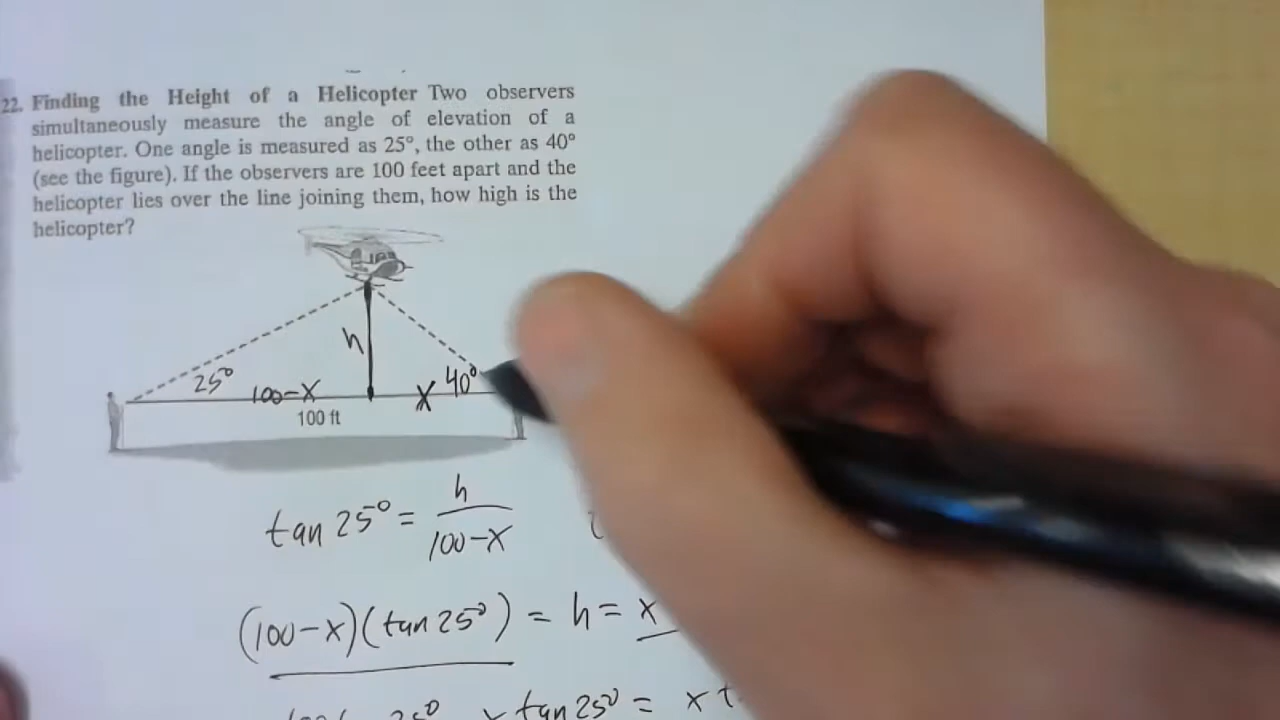 22. Finding the Height of a Helicopter Two observers
simultaneously measure the angle of elevation of a
helicopter. One angle is measured as 25°, the other as 40°
(see the figure). If the observers are 100 feet apart and the
helicopter lies over the line joining them, how high is the
helicopter?
h
25°
100-x
x
40°
100 ft
tan 25° = h / 100-x
(100-x)(tan 25°) = h = x
x tan 25° = x t